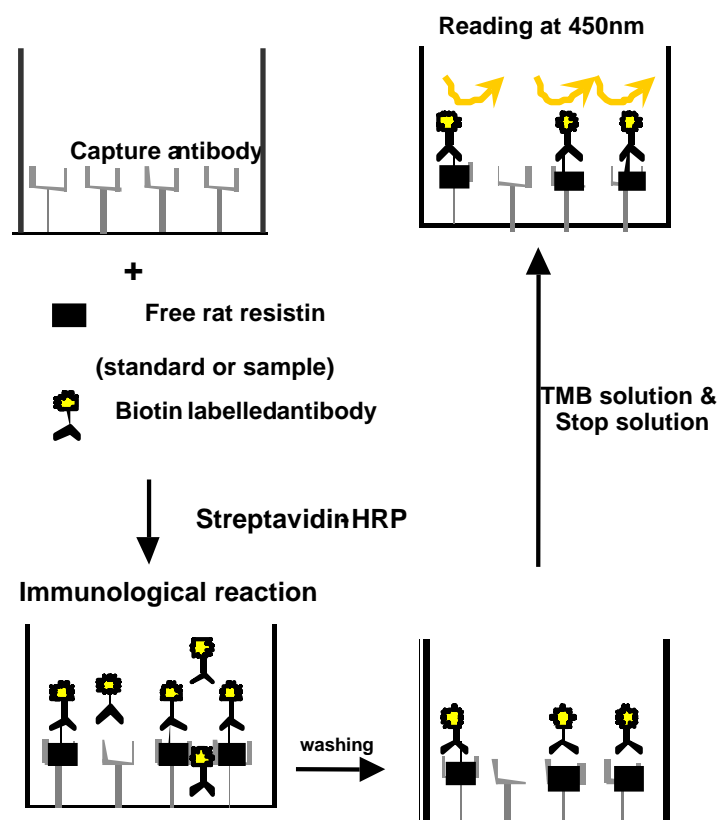 Capture antibody
+
Free rat resistin
(standard or sample)
Biotin labelledantibody
Streptavidin-HRP
Immunological reaction
washing
TMB solution &
Stop solution
Reading at 450nm